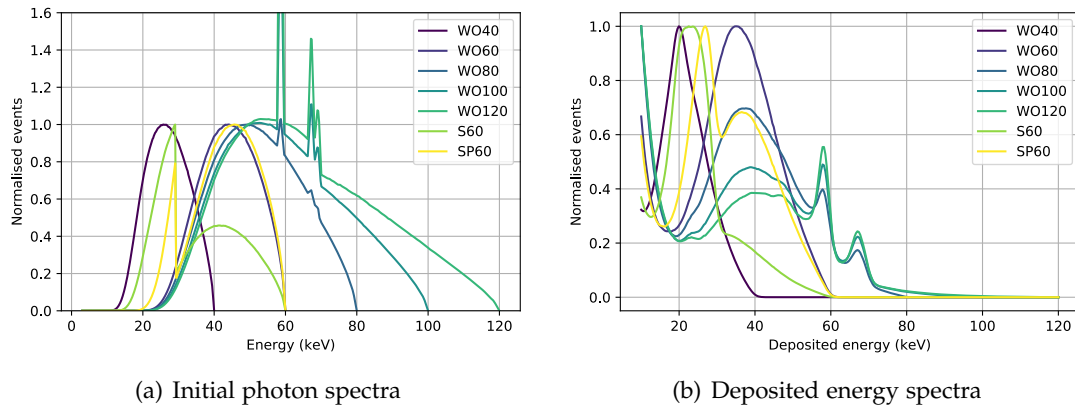 1.6
1.4
1.2
1.0
0.8
0.6
0.4
0.2
0.0
Normalised events
0 20 40 60 80 100 120
Energy (keV)
WO40
WO60
WO80
WO100
WO120
S60
SP60
(a) Initial photon spectra
1.0
0.8
0.6
0.4
0.2
0.0
Normalised events
20 40 60 80 100 120
Deposited energy (keV)
WO40
WO60
WO80
WO100
WO120
S60
SP60
(b) Deposited energy spectra